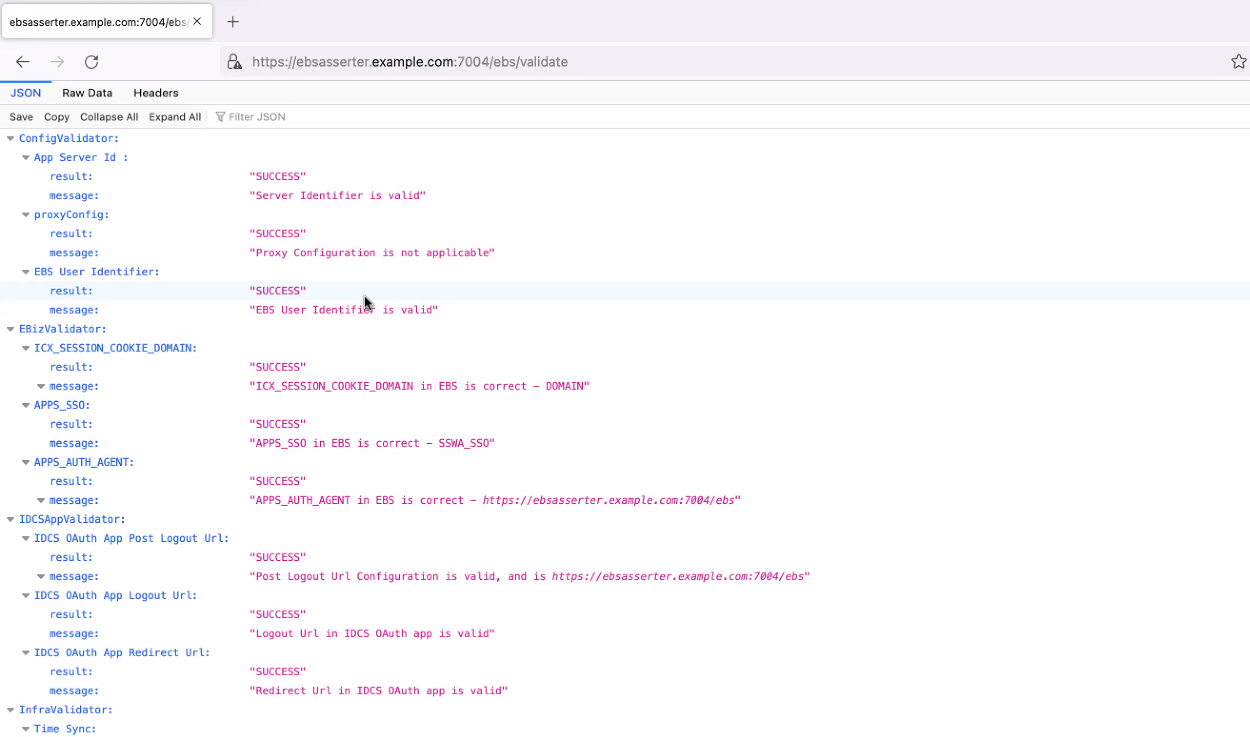 ebsasserter.example.com:7004/ebs/
https://ebsasserter.example.com:7004/ebs/validate
JSON Raw Data Headers
Save Copy Collapse All Expand All Filter JSON
ConfigValidator:
App Server Id :
result: "SUCCESS"
message: "Server Identifier is valid"
proxyConfig:
result: "SUCCESS"
message: "Proxy Configuration is not applicable"
EBS User Identifier:
result: "SUCCESS"
message: "EBS User Identifier is valid"
EBizValidator:
ICX_SESSION_COOKIE_DOMAIN:
result: "SUCCESS"
message: "ICX_SESSION_COOKIE_DOMAIN in EBS is correct – DOMAIN"
APPS_SSO:
result: "SUCCESS"
message: "APPS_SSO in EBS is correct – SSWA_SSO"
APPS_AUTH_AGENT:
result: "SUCCESS"
message: "APPS_AUTH_AGENT in EBS is correct – https://ebsasserter.example.com:7004/ebs"
IDCSAppValidator:
IDCS OAuth App Post Logout Url:
result: "SUCCESS"
message: "Post Logout Url Configuration is valid, and is https://ebsasserter.example.com:7004/ebs"
IDCS OAuth App Logout Url:
result: "SUCCESS"
message: "Logout Url in IDCS OAuth app is valid"
IDCS OAuth App Redirect Url:
result: "SUCCESS"
message: "Redirect Url in IDCS OAuth app is valid"
InfraValidator:
Time Sync: